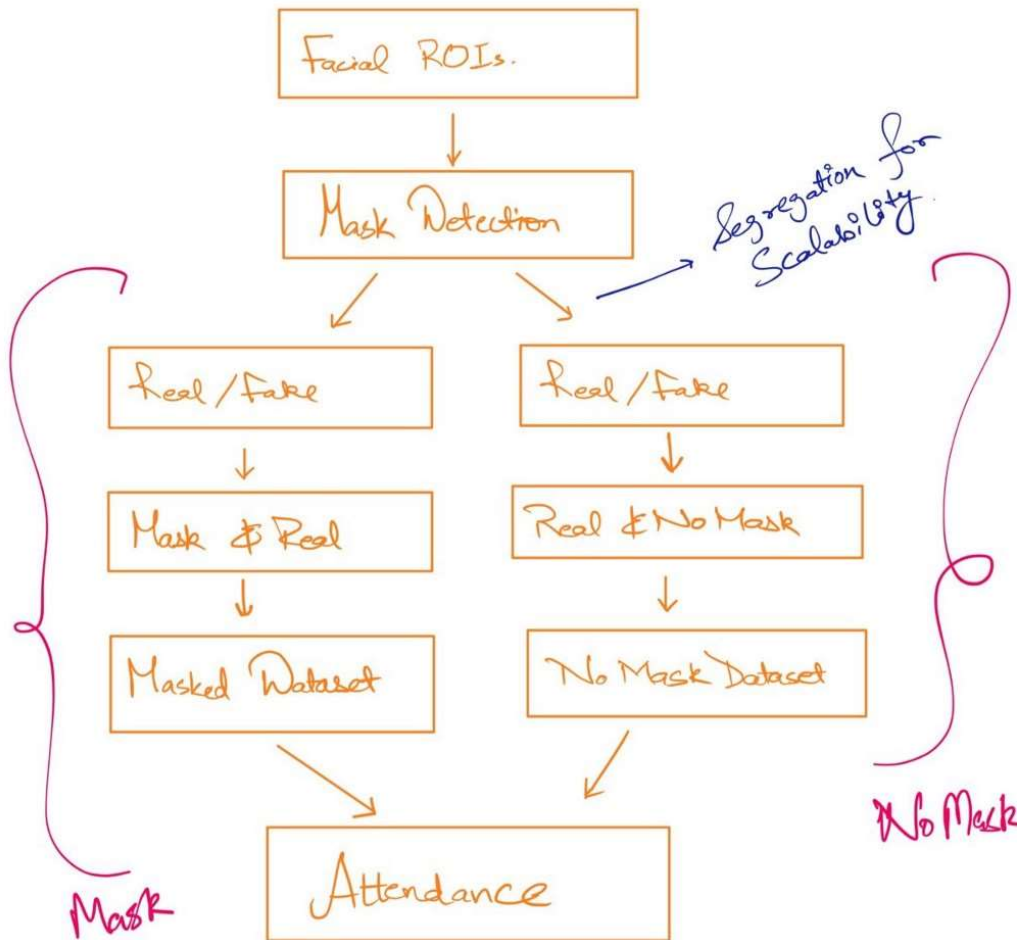 Facial ROIs.
Mask Detection
Segregation for
Scalability.
Real/Fake
Real/Fake
Mask & Real
Real & No Mask
Masked Dataset
No Mask Dataset
Attendance
Mask
No Mask